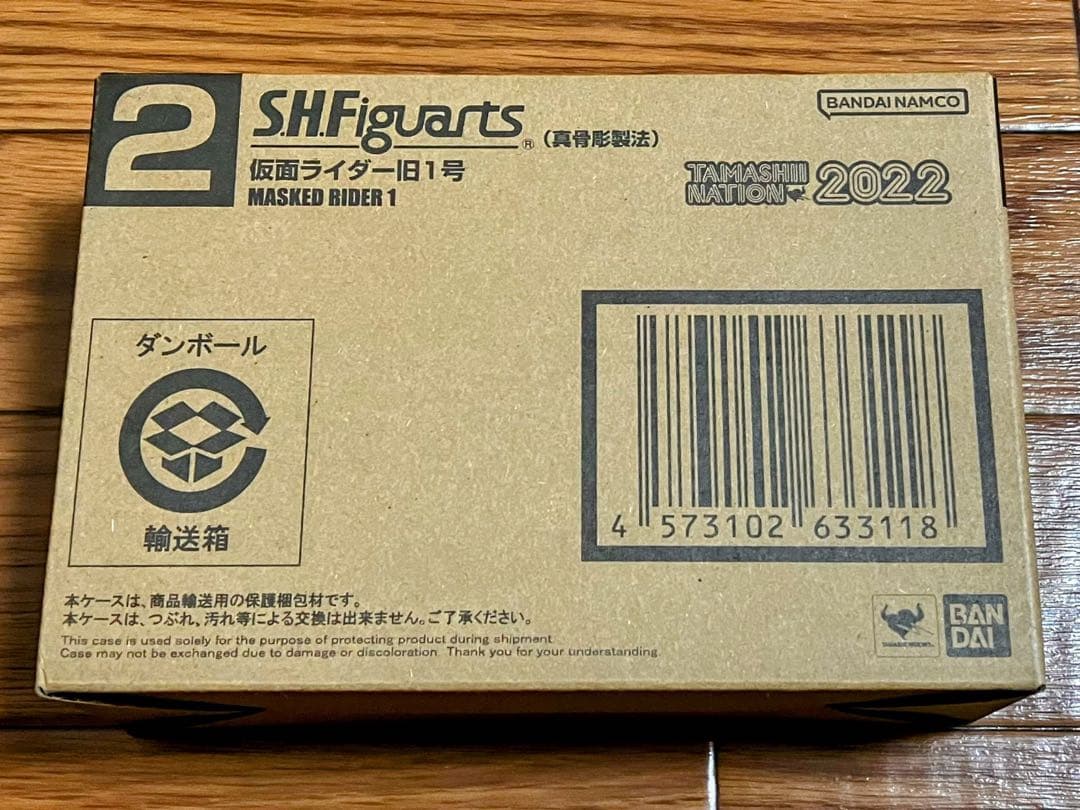 2
S.H.Figuarts® (真骨彫製法)
仮面ライダー旧1号
MASKED RIDER 1
BANDAI NAMCO
TAMASHII
NATION 2022
ダンボール
輸送箱
4 573102 633118
本ケースは、商品輸送用の保護梱包材です。
本ケースは、つぶれ、汚れ等による交換は出来ません。ご了承ください。
This case is used solely for the purpose of protecting product during shipment.
Case may not be exchanged due to damage or discoloration. Thank you for your understanding.
BAN
DAI